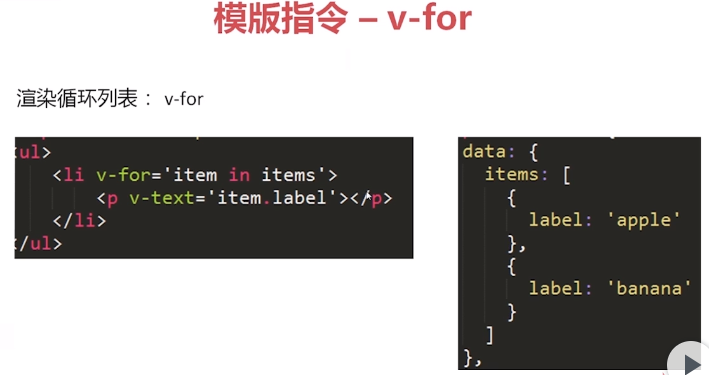 模版指令 – v-for
渲染循环列表： v-for
<ul>
<li v-for='item in items'>
<p v-text='item.label'></p>
</li>
</ul>
data: {
items: [
{
label: 'apple'
},
{
label: 'banana'
}
]
},